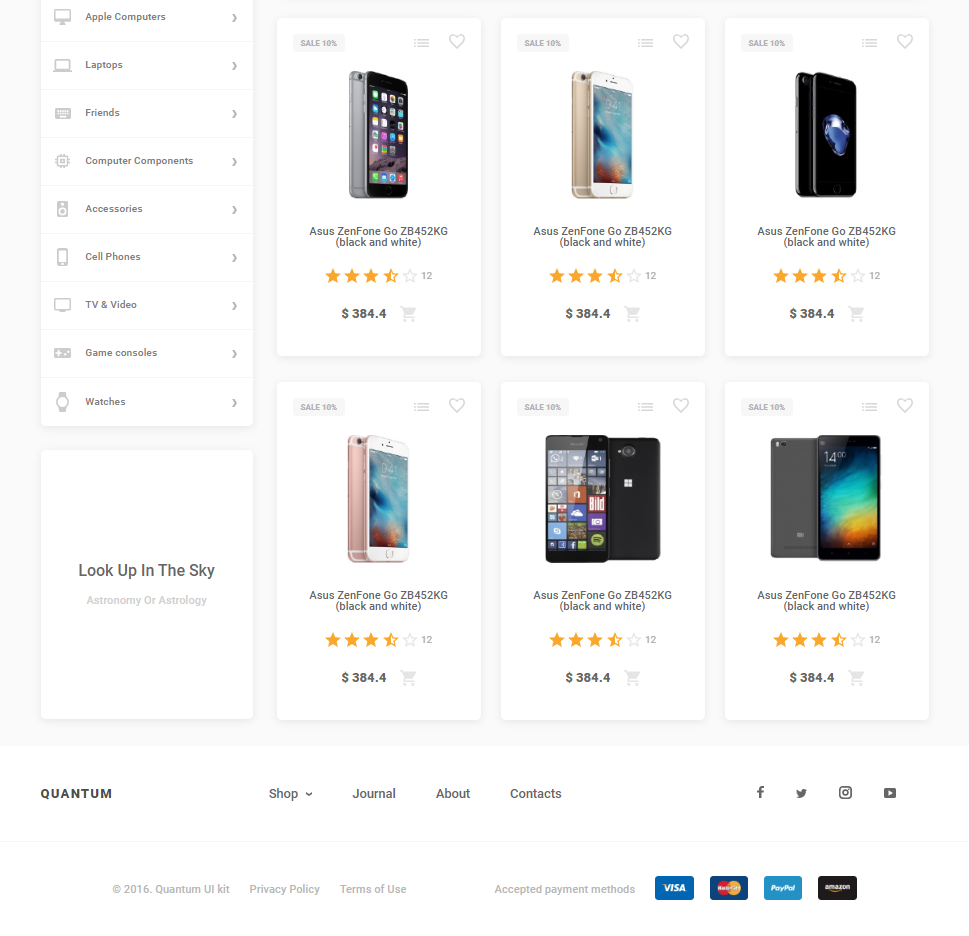 Apple Computers
Laptops
Friends
Computer Components
Accessories
Cell Phones
TV & Video
Game consoles
Watches
Look Up In The Sky
Astronomy Or Astrology
SALE 10%
Asus ZenFone Go ZB452KG
(black and white)
12
$ 384.4
SALE 10%
Asus ZenFone Go ZB452KG
(black and white)
12
$ 384.4
SALE 10%
Asus ZenFone Go ZB452KG
(black and white)
12
$ 384.4
SALE 10%
Asus ZenFone Go ZB452KG
(black and white)
12
$ 384.4
SALE 10%
Bild
Asus ZenFone Go ZB452KG
(black and white)
12
$ 384.4
SALE 10%
14:00
Asus ZenFone Go ZB452KG
(black and white)
12
$ 384.4
QUANTUM
Shop
Journal
About
Contacts
© 2016. Quantum UI kit
Privacy Policy
Terms of Use
Accepted payment methods
VISA
MasterCard
PayPal
amazon